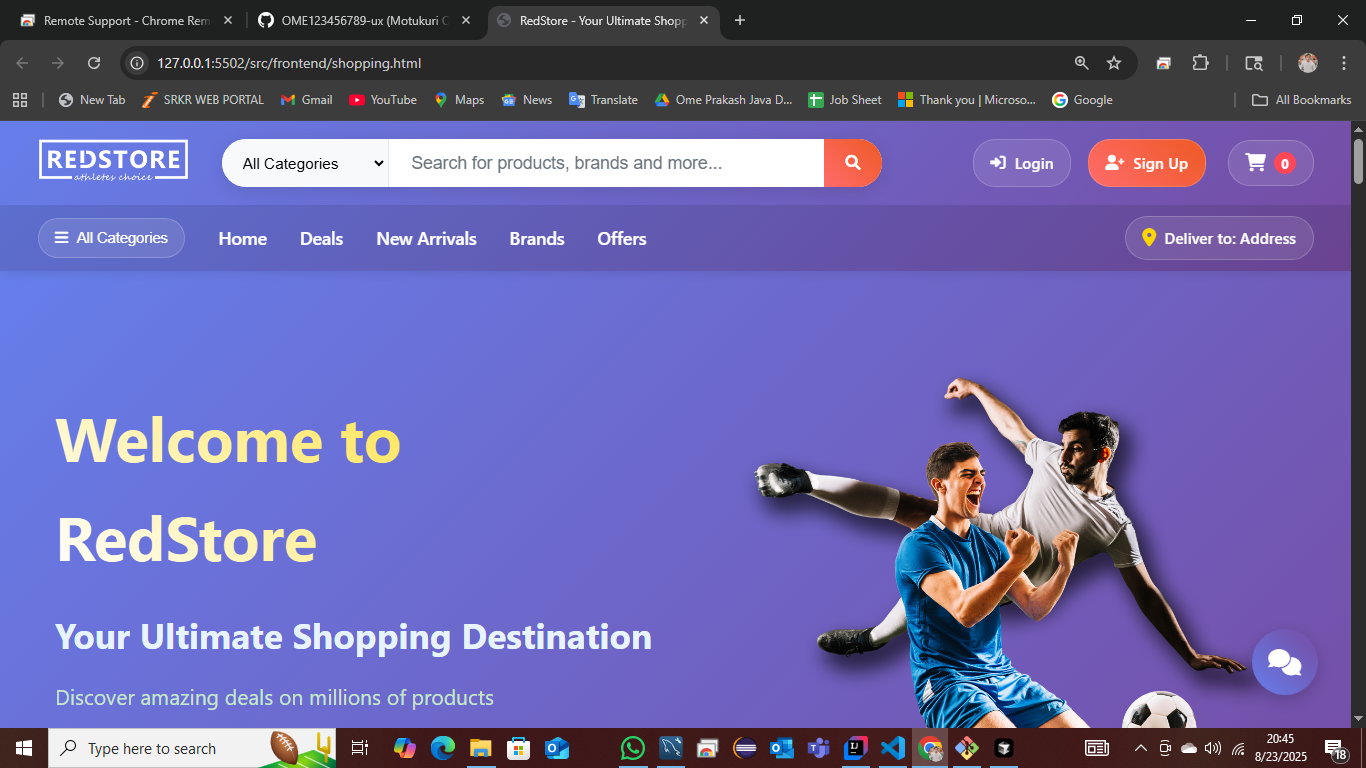 Remote Support - Chrome Rem
OME123456789-ux (Motukuri O
RedStore - Your Ultimate Shopp
127.0.0.1:5502/src/frontend/shopping.html
New Tab
SRKR WEB PORTAL
Gmail
YouTube
Maps
News
Translate
Ome Prakash Java D...
Job Sheet
Thank you | Microso...
Google
All Bookmarks
REDSTORE
athletes choice
All Categories
Search for products, brands and more...
Login
Sign Up
0
All Categories
Home
Deals
New Arrivals
Brands
Offers
Deliver to: Address
Welcome to
RedStore
Your Ultimate Shopping Destination
Discover amazing deals on millions of products
Type here to search
20:45
8/23/2025
18